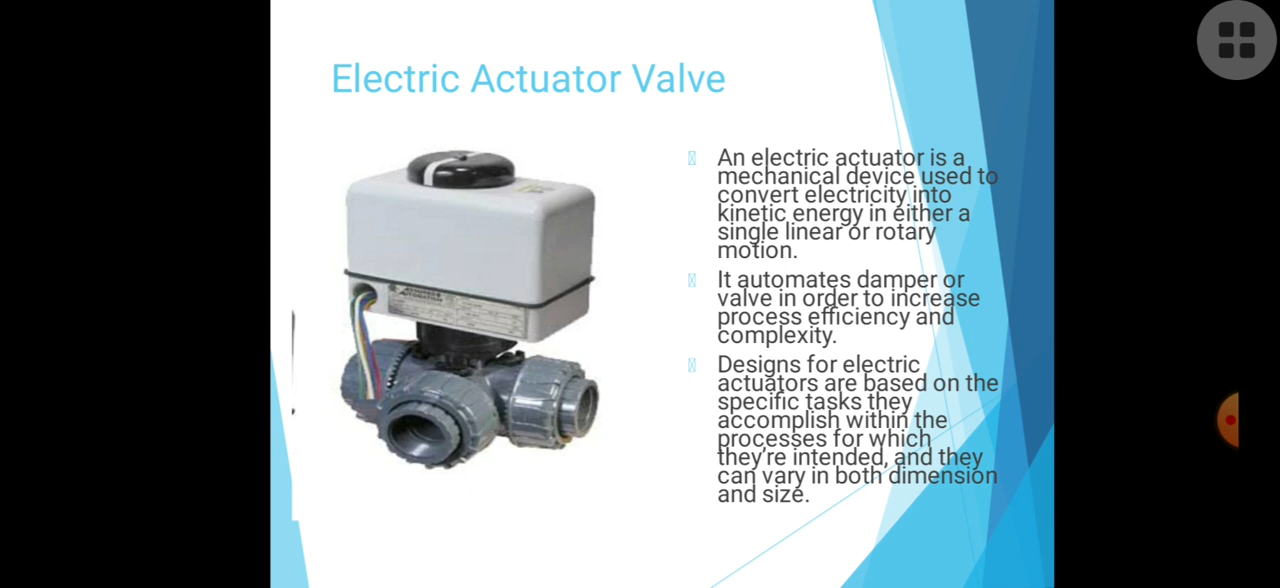 Electric Actuator Valve
An electric actuator is a
mechanical device used to
convert electricity into
kinetic energy in either a
single linear or rotary
motion.
It automates damper or
valve in order to increase
process efficiency and
complexity.
Designs for electric
actuators are based on the
specific tasks they
accomplish within the
processes for which
they're intended, and they
can vary in both dimension
and size.